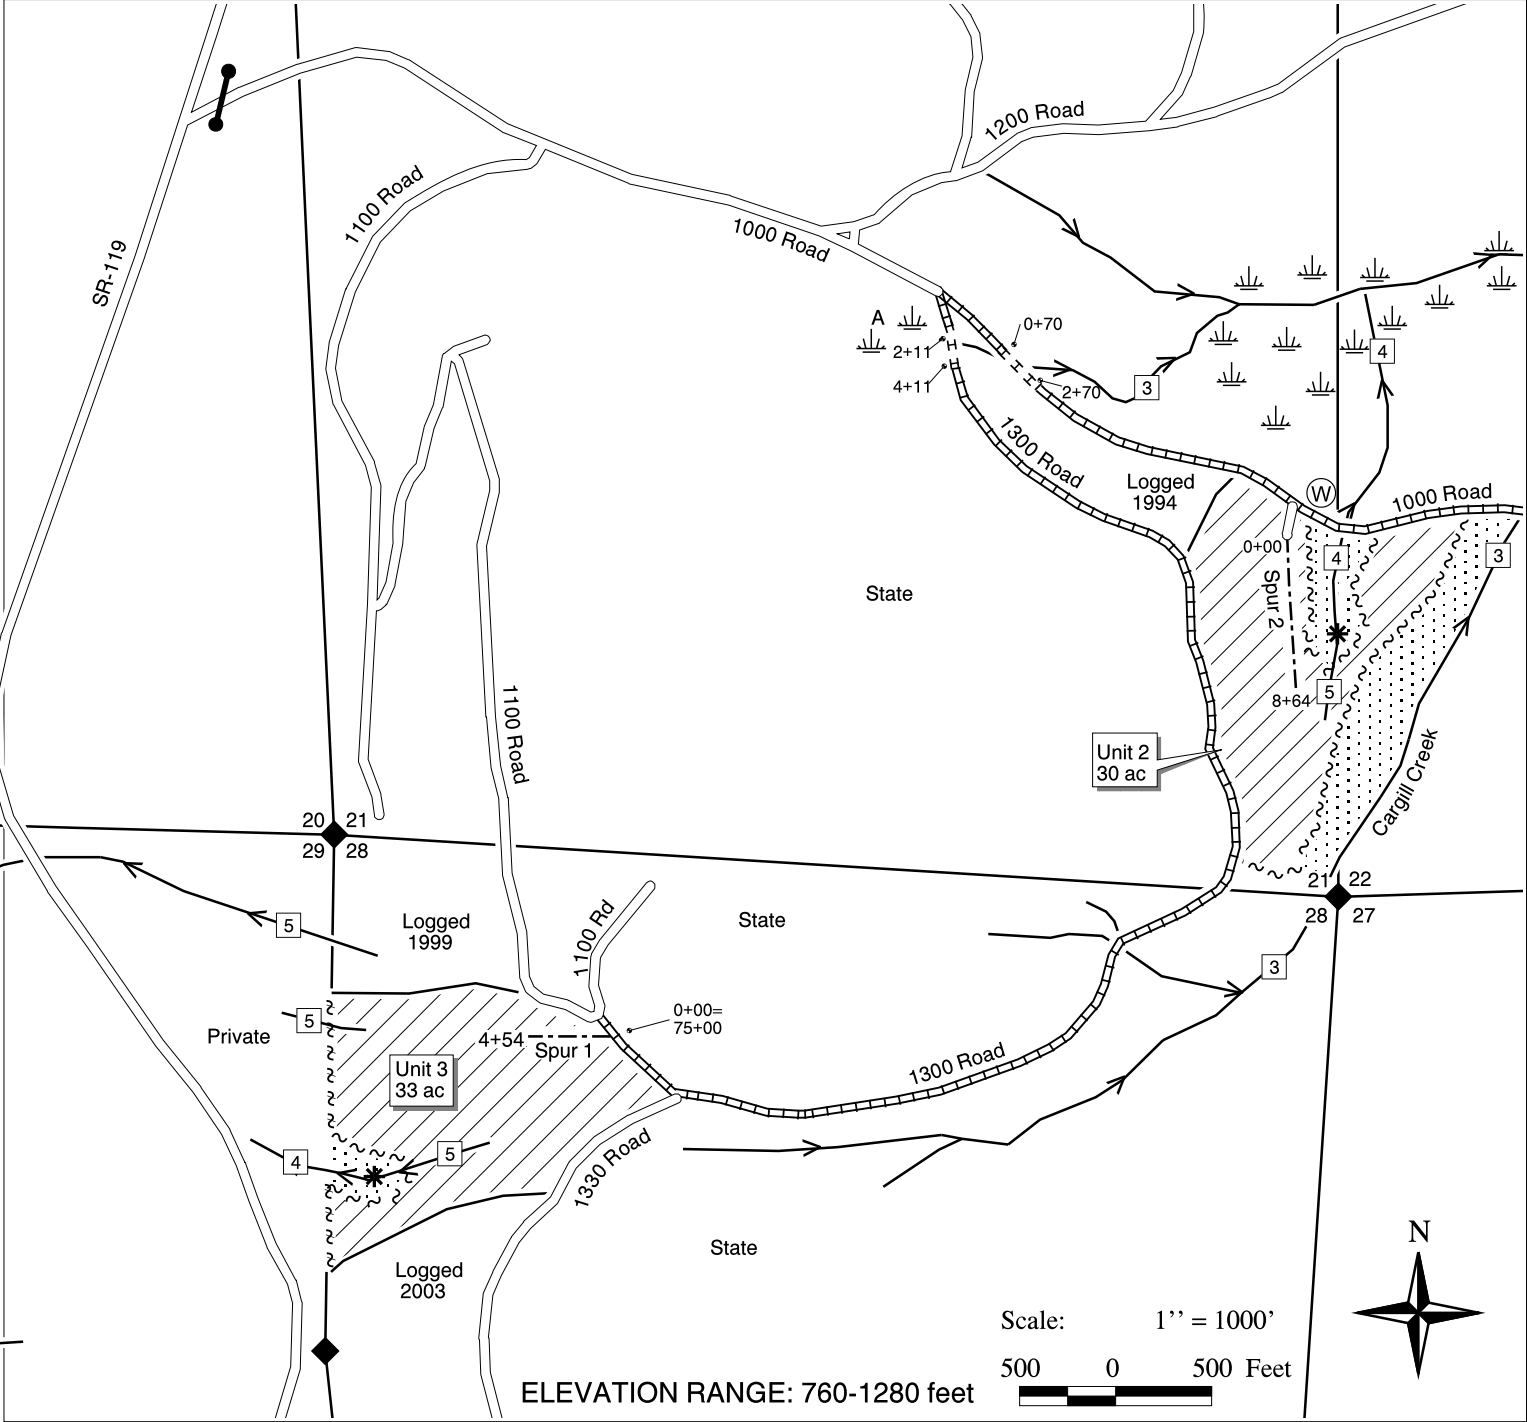 1200 Road
1100 Road
1000 Road
SR-119
A
0+70
2+11
4+11
2+70
3
4
1300 Road
Logged
1994
W
1000 Road
0+00
4
3
Spur 2
State
5
8+64
1100 Road
Unit 2
30 ac
Cargill Creek
20 21
29 28
21 22
28 27
5
Logged
1999
State
1100 Rd
3
5
Private
0+00=
75+00
4+54
Spur 1
Unit 3
33 ac
1300 Road
4
5
1330 Road
State
Logged
2003
N
Scale: 1’’ = 1000’
500 0 500 Feet
ELEVATION RANGE: 760-1280 feet